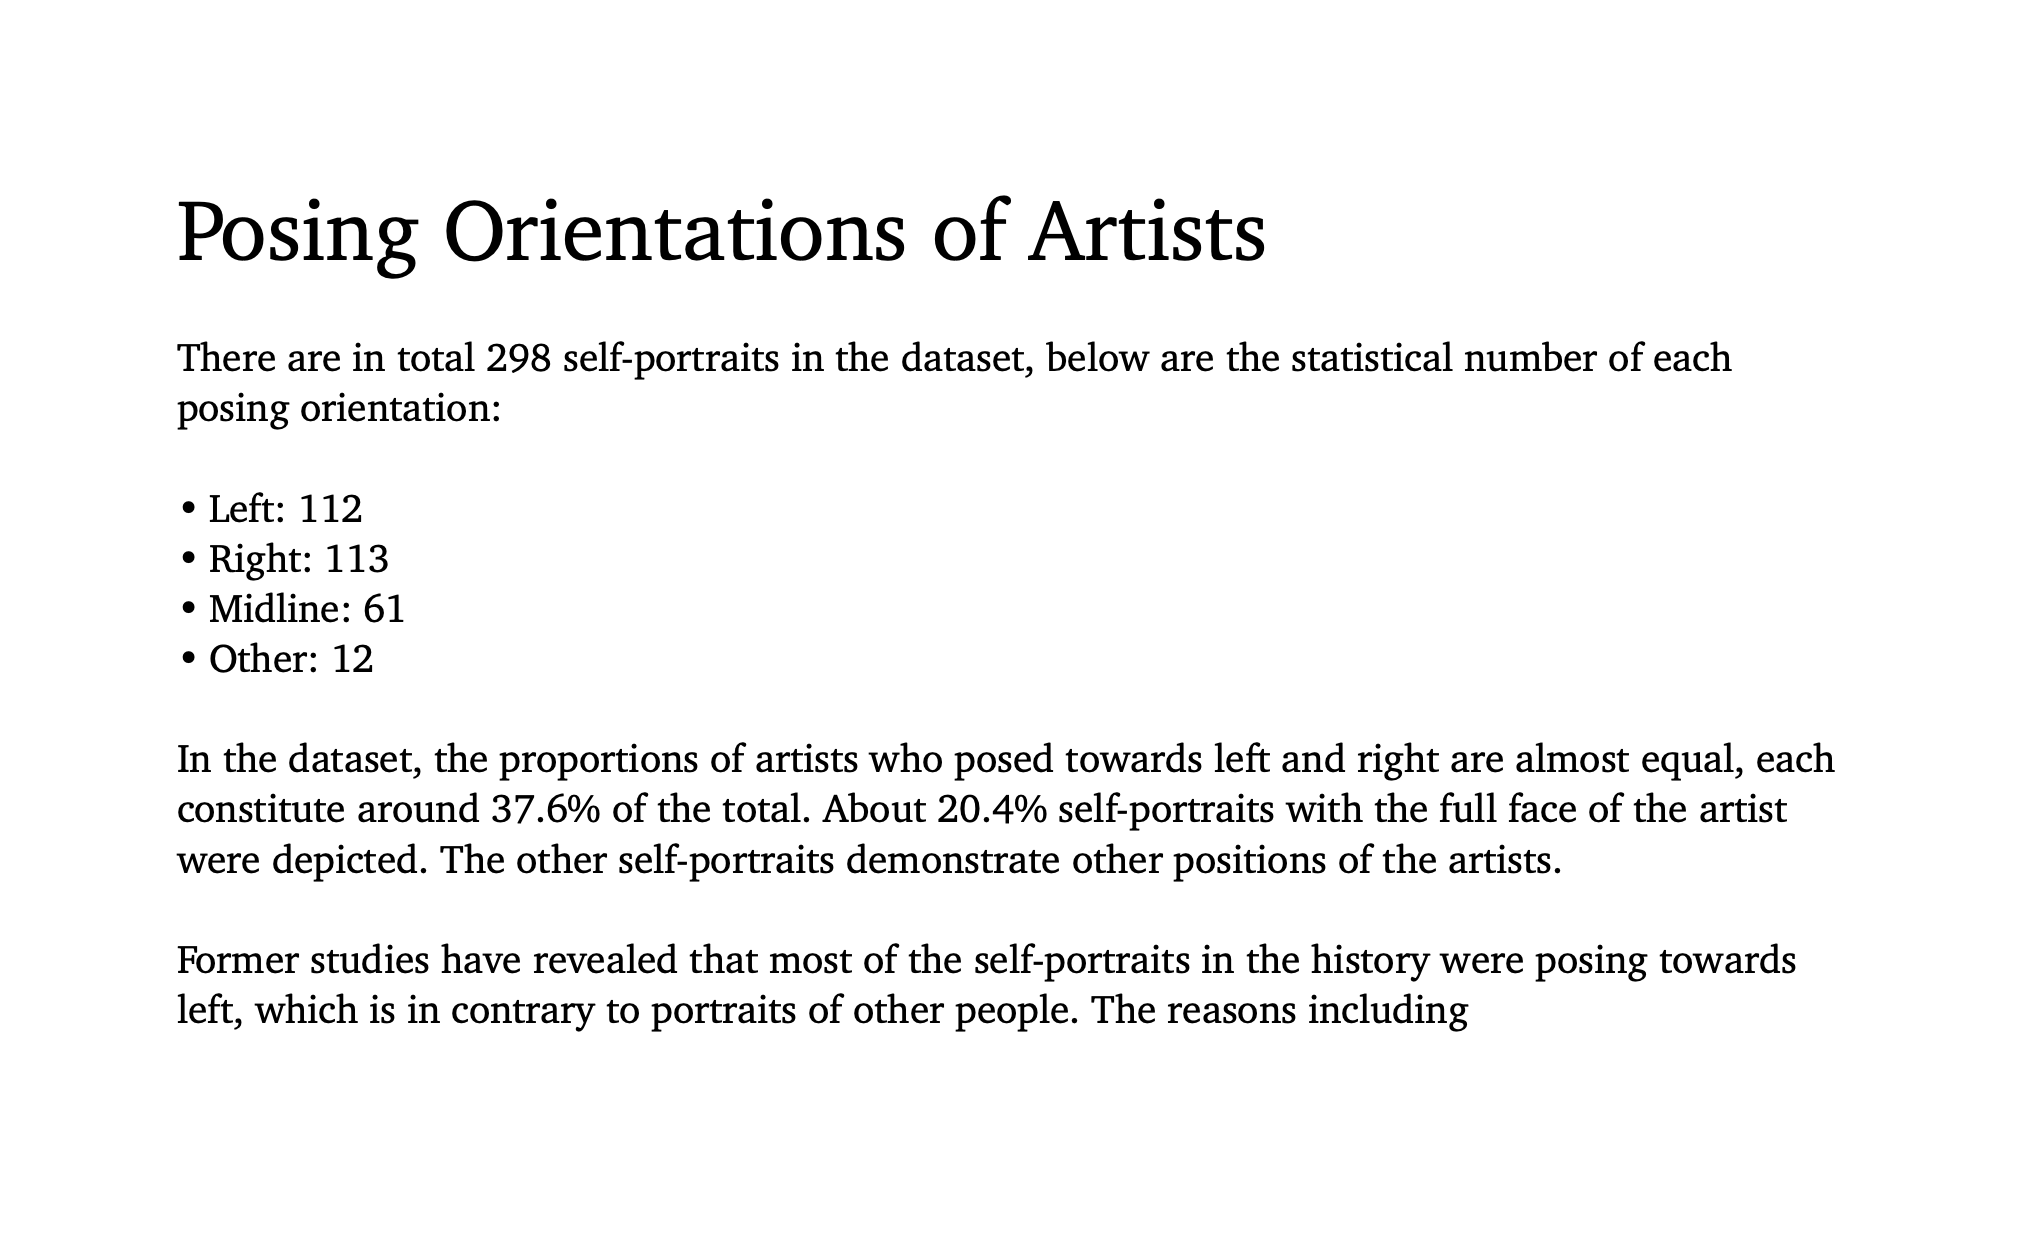 Posing Orientations of Artists
There are in total 298 self-portraits in the dataset, below are the statistical number of each
posing orientation:
• Left: 112
• Right: 113
• Midline: 61
• Other: 12
In the dataset, the proportions of artists who posed towards left and right are almost equal, each
constitute around 37.6% of the total. About 20.4% self-portraits with the full face of the artist
were depicted. The other self-portraits demonstrate other positions of the artists.
Former studies have revealed that most of the self-portraits in the history were posing towards
left, which is in contrary to portraits of other people. The reasons including